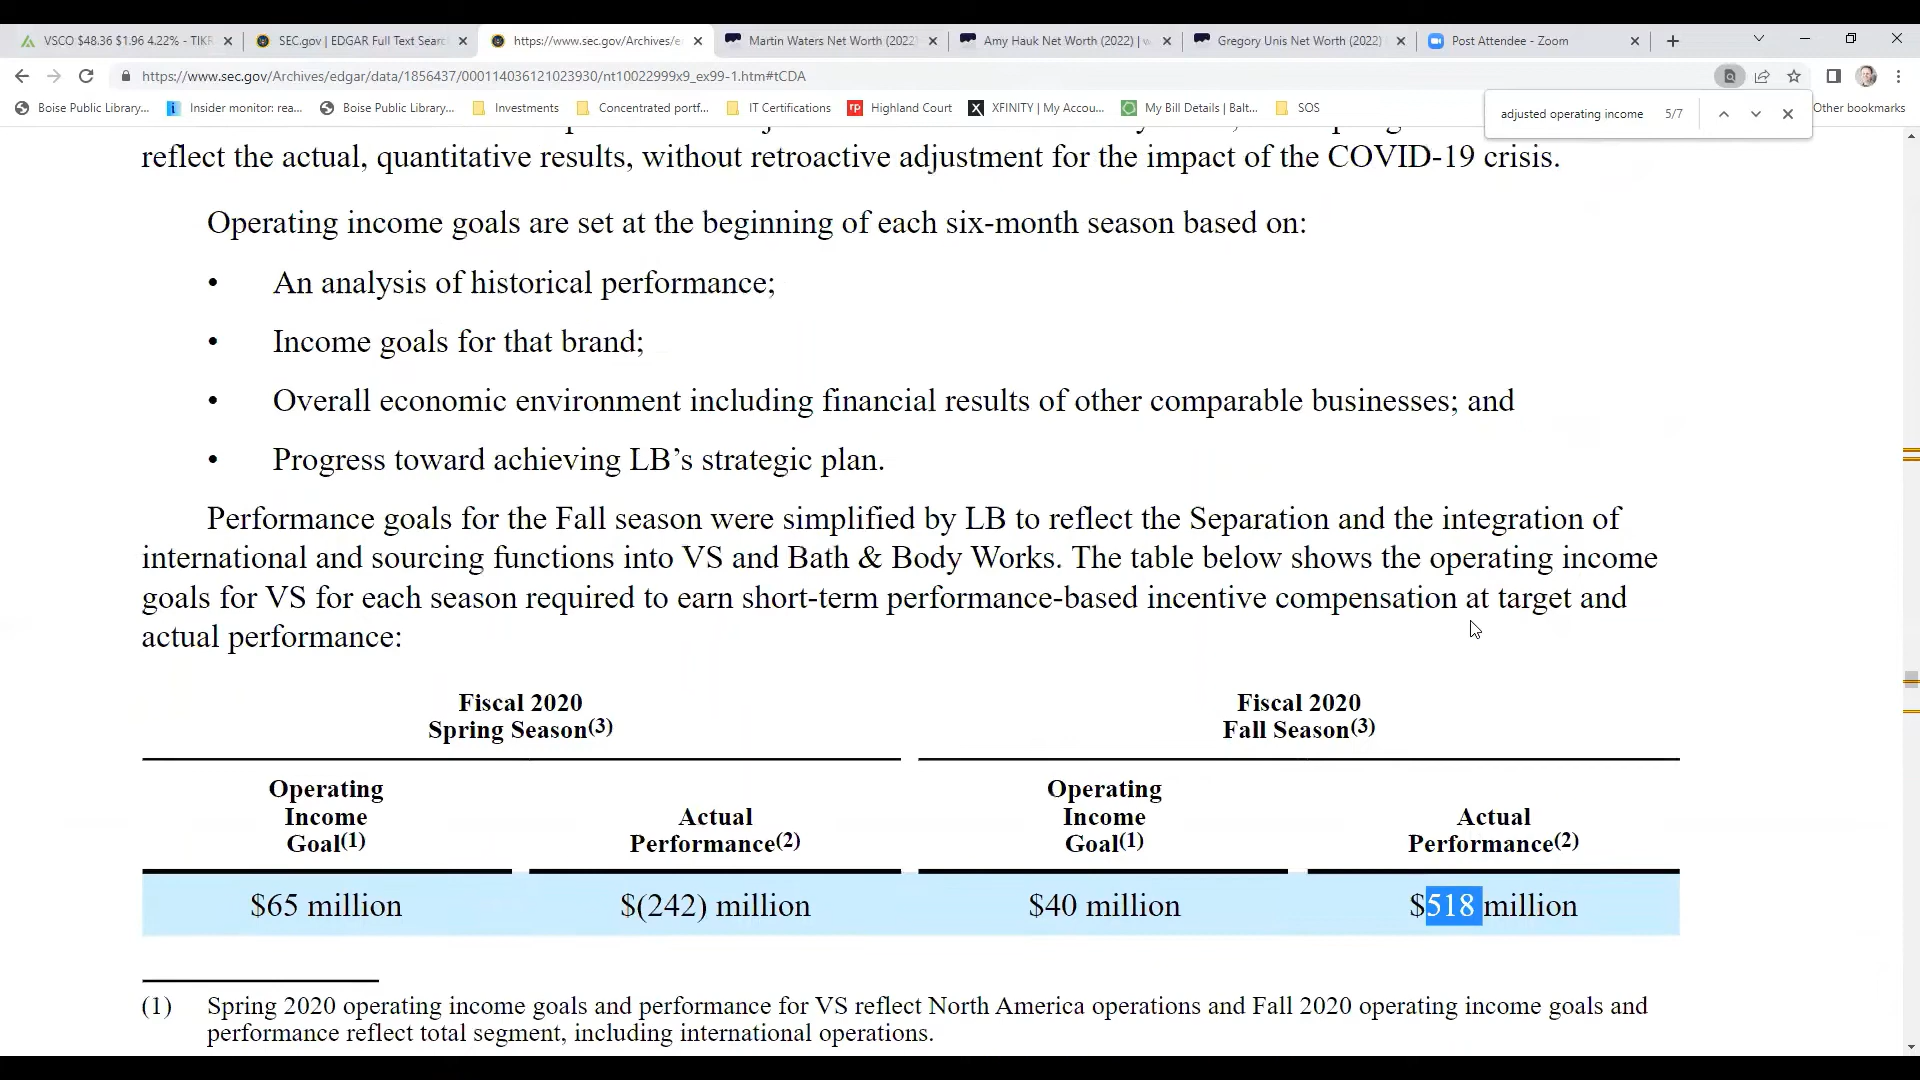 VSCO $48.36 $1.96 4.22% - TIKR
SEC.gov | EDGAR Full Text Searc
https://www.sec.gov/Archives/e
Martin Waters Net Worth (2022)
Amy Hauk Net Worth (2022) | w
Gregory Unis Net Worth (2022)
Post Attendee - Zoom
https://www.sec.gov/Archives/edgar/data/1856437/000114036121023930/nt10022999x9_ex99-1.htm#tCDA
Boise Public Library...
Insider monitor: rea...
Boise Public Library...
Investments
Concentrated portf...
IT Certifications
rp
Highland Court
X
XFINITY | My Accou...
My Bill Details | Balt...
SOS
Other bookmarks
adjusted operating income 5/7
reflect the actual, quantitative results, without retroactive adjustment for the impact of the COVID-19 crisis.
Operating income goals are set at the beginning of each six-month season based on:
• An analysis of historical performance;
• Income goals for that brand;
• Overall economic environment including financial results of other comparable businesses; and
• Progress toward achieving LB’s strategic plan.
Performance goals for the Fall season were simplified by LB to reflect the Separation and the integration of
international and sourcing functions into VS and Bath & Body Works. The table below shows the operating income
goals for VS for each season required to earn short-term performance-based incentive compensation at target and
actual performance:
Fiscal 2020
Spring Season(3)
Fiscal 2020
Fall Season(3)
Operating
Income
Goal(1)
Actual
Performance(2)
Operating
Income
Goal(1)
Actual
Performance(2)
$65 million $(242) million $40 million $518 million
(1) Spring 2020 operating income goals and performance for VS reflect North America operations and Fall 2020 operating income goals and
performance reflect total segment, including international operations.